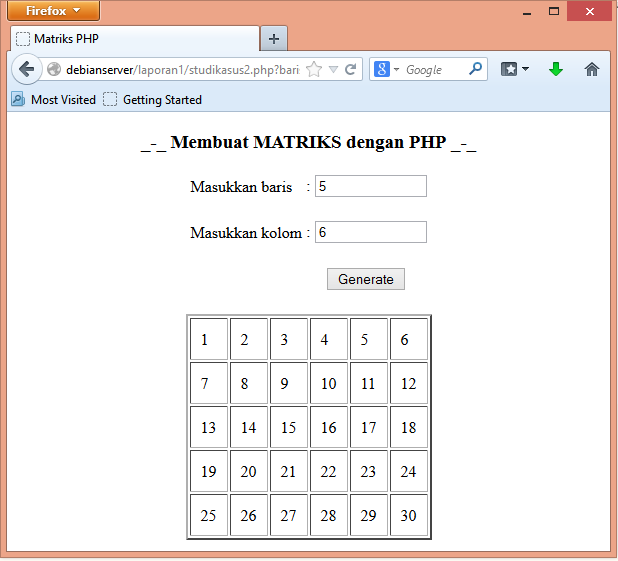 Firefox
Matriks PHP
debianserver/laporan1/studikasus2.php?bari
Google
Most Visited Getting Started
_-_ Membuat MATRIKS dengan PHP _-_
Masukkan baris : 5
Masukkan kolom : 6
Generate
1 2 3 4 5 6
7 8 9 10 11 12
13 14 15 16 17 18
19 20 21 22 23 24
25 26 27 28 29 30